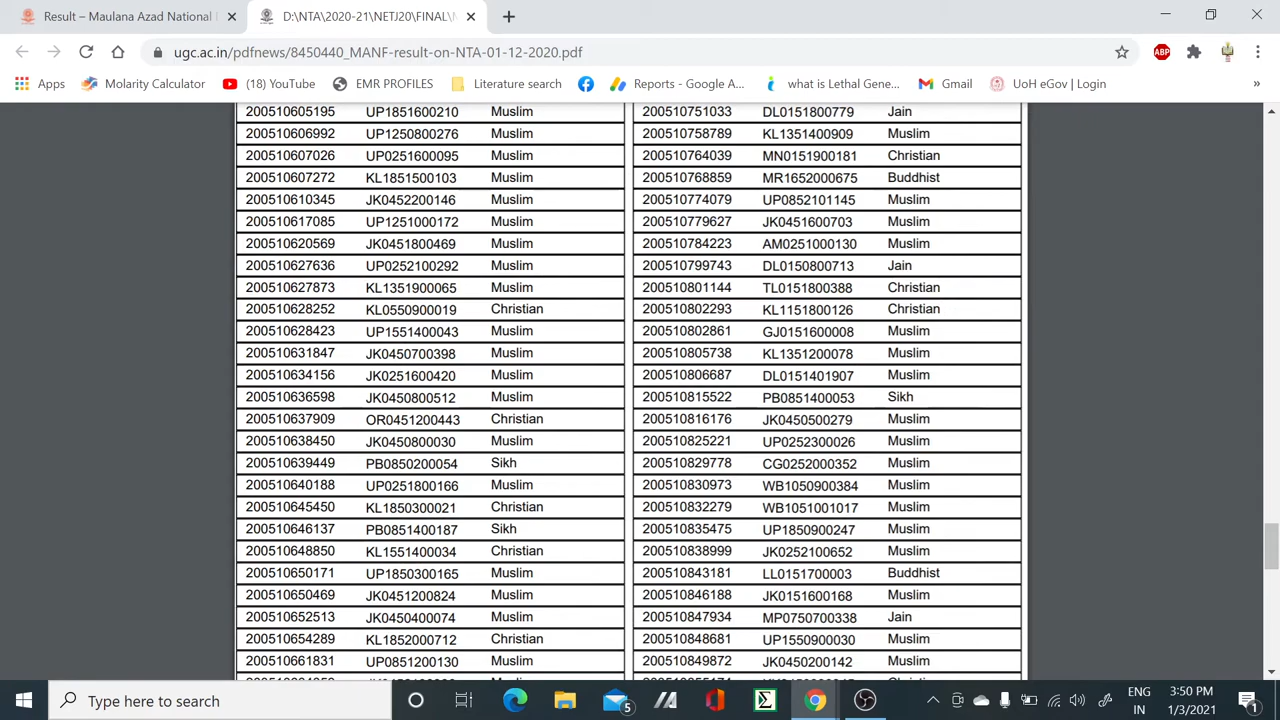 Result – Maulana Azad National
D:\NTA\2020-21\NETJ20\FINAL\
ugc.ac.in/pdfnews/8450440_MANF-result-on-NTA-01-12-2020.pdf
ABP
Apps Molarity Calculator (18) YouTube EMR PROFILES Literature search Reports - Google A... what is Lethal Gene... Gmail UoH eGov | Login »
200510605195 UP1851600210 Muslim 200510751033 DL0151800779 Jain
200510606992 UP1250800276 Muslim 200510758789 KL1351400909 Muslim
200510607026 UP0251600095 Muslim 200510764039 MN0151900181 Christian
200510607272 KL1851500103 Muslim 200510768859 MR1652000675 Buddhist
200510610345 JK0452200146 Muslim 200510774079 UP0852101145 Muslim
200510617085 UP1251000172 Muslim 200510779627 JK0451600703 Muslim
200510620569 JK0451800469 Muslim 200510784223 AM0251000130 Muslim
200510627636 UP0252100292 Muslim 200510799743 DL0150800713 Jain
200510627873 KL1351900065 Muslim 200510801144 TL0151800388 Christian
200510628252 KL0550900019 Christian 200510802293 KL1151800126 Christian
200510628423 UP1551400043 Muslim 200510802861 GJ0151600008 Muslim
200510631847 JK0450700398 Muslim 200510805738 KL1351200078 Muslim
200510634156 JK0251600420 Muslim 200510806687 DL0151401907 Muslim
200510636598 JK0450800512 Muslim 200510815522 PB0851400053 Sikh
200510637909 OR0451200443 Christian 200510816176 JK0450500279 Muslim
200510638450 JK0450800030 Muslim 200510825221 UP0252300026 Muslim
200510639449 PB0850200054 Sikh 200510829778 CG0252000352 Muslim
200510640188 UP0251800166 Muslim 200510830973 WB1050900384 Muslim
200510645450 KL1850300021 Christian 200510832279 WB1051001017 Muslim
200510646137 PB0851400187 Sikh 200510835475 UP1850900247 Muslim
200510648850 KL1551400034 Christian 200510838999 JK0252100652 Muslim
200510650171 UP1850300165 Muslim 200510843181 LL0151700003 Buddhist
200510650469 JK0451200824 Muslim 200510846188 JK0151600168 Muslim
200510652513 JK0450400074 Muslim 200510847934 MP0750700338 Jain
200510654289 KL1852000712 Christian 200510848681 UP1550900030 Muslim
200510661831 UP0851200130 Muslim 200510849872 JK0450200142 Muslim
Type here to search 5 ENG IN 3:50 PM 1/3/2021 1